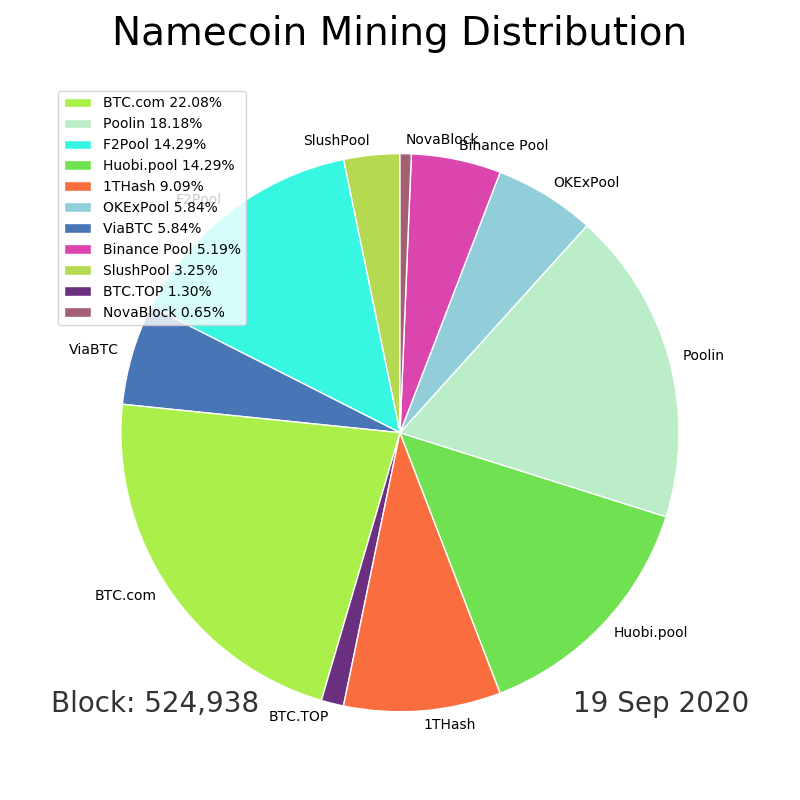 Namecoin Mining Distribution
BTC.com 22.08%
Poolin 18.18%
F2Pool 14.29%
Huobi.pool 14.29%
1THash 9.09%
OKExPool 5.84%
ViaBTC 5.84%
Binance Pool 5.19%
SlushPool 3.25%
BTC.TOP 1.30%
NovaBlock 0.65%
SlushPool
NovaBlock
Binance Pool
OKExPool
F2Pool
ViaBTC
Poolin
BTC.com
Huobi.pool
BTC.TOP
1THash
Block: 524,938
19 Sep 2020